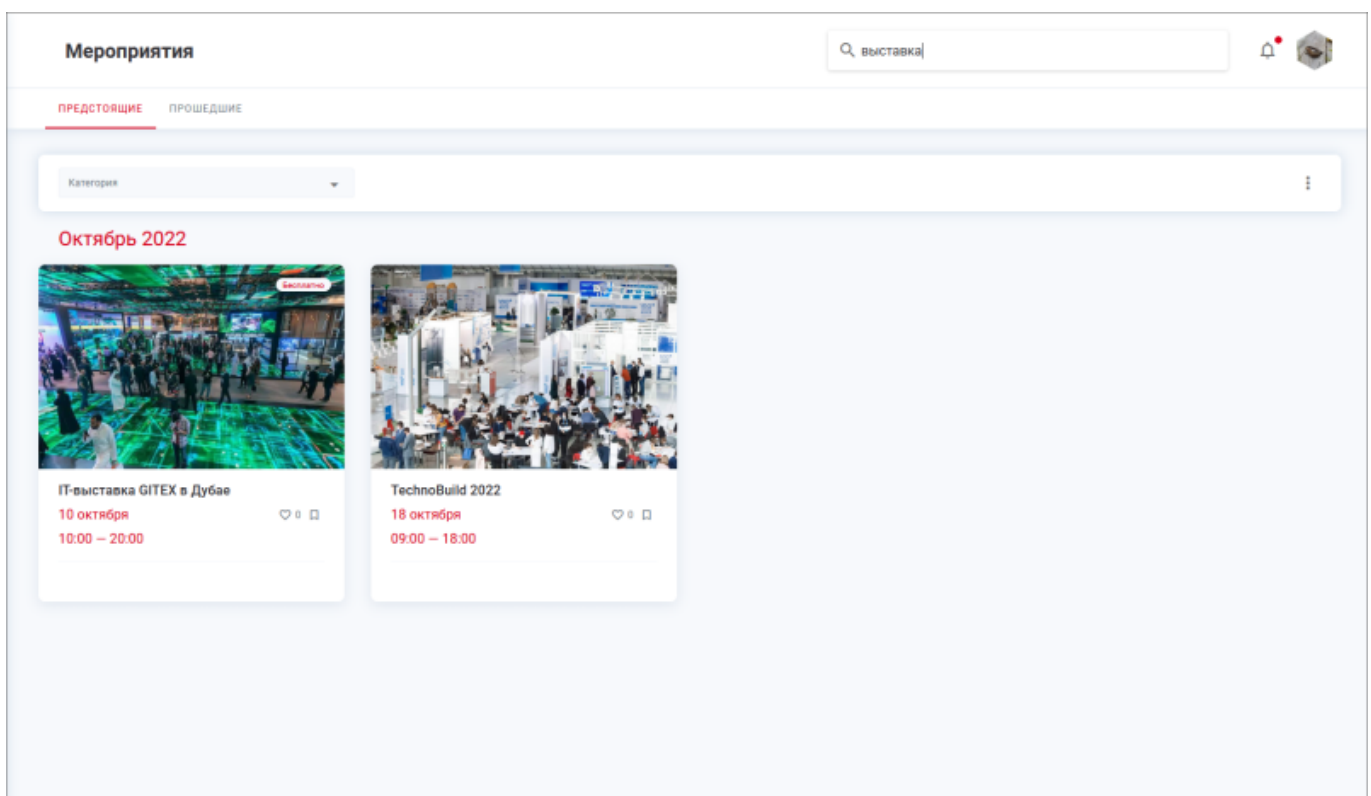 Мероприятия
выставка
ПРЕДСТОЯЩИЕ ПРОШЕДШИЕ
Категория
Октябрь 2022
Бесплатно
IT-выставка GITEX в Дубае
10 октября
0
10:00 — 20:00
TechnoBuild 2022
18 октября
0
09:00 — 18:00